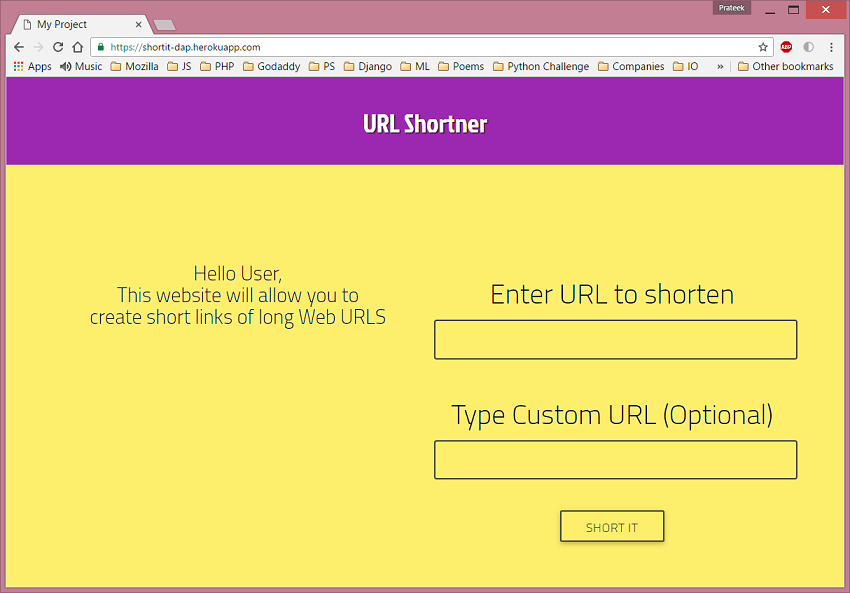 Prateek
My Project
https://shortit-dap.herokuapp.com
ABP
Apps Music Mozilla JS PHP Godaddy PS Django ML Poems Python Challenge Companies IO » Other bookmarks
URL Shortner
Hello User,
This website will allow you to
create short links of long Web URLS
Enter URL to shorten
Type Custom URL (Optional)
SHORT IT